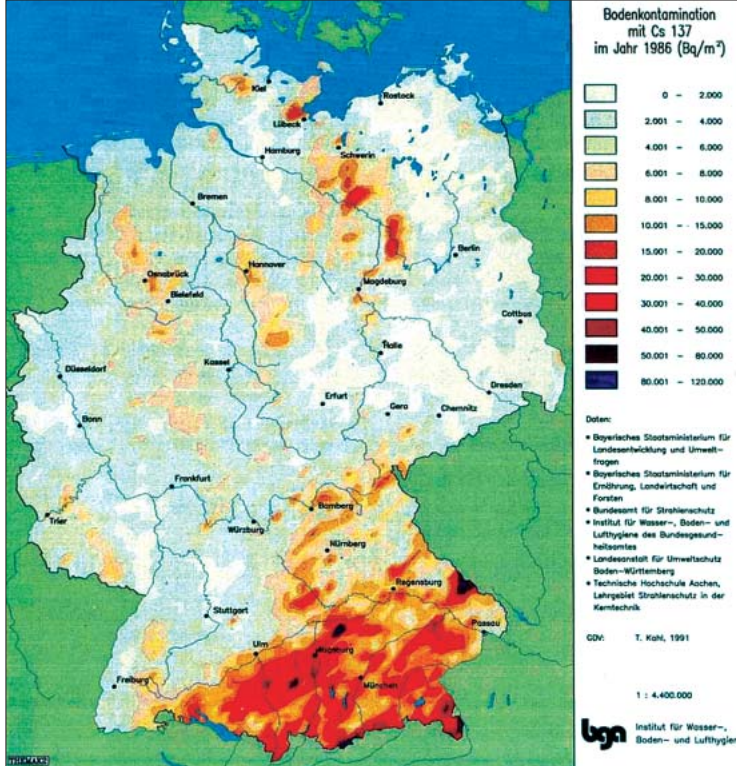 Bodenkontamination
mit Cs 137
im Jahr 1986 (Bq/m²)
0 – 2.000
2.001 – 4.000
4.001 – 6.000
6.001 – 8.000
8.001 – 10.000
10.001 – 15.000
15.001 – 20.000
20.001 – 30.000
30.001 – 40.000
40.001 – 50.000
50.001 – 80.000
80.001 – 120.000
Daten:
• Bayerisches Staatsministerium für
Landesentwicklung und Umwelt–
fragen
• Bayerisches Staatsministerium für
Ernährung, Landwirtschaft und
Forsten
• Bundesamt für Strahlenschutz
• Institut für Wasser–, Boden– und
Lufthygiene des Bundesgesund–
heitsamtes
• Landesanstalt für Umweltschutz
Baden–Württemberg
• Technische Hochschule Aachen,
Lehrgebiet Strahlenschutz in der
Kerntechnik
GDV: T. Kahl, 1991
1 : 4.400.000
bga Institut für Wasser–,
Boden– und Lufthygiene
Kiel
Rostock
Lübeck
Schwerin
Hamburg
Bremen
Berlin
Hannover
Osnabrück
Magdeburg
Bielefeld
Cottbus
Halle
Kassel
Düsseldorf
Dresden
Erfurt
Gera
Chemnitz
Bonn
Frankfurt
Bamberg
Trier
Würzburg
Nürnberg
Regensburg
Stuttgart
Passau
Ulm
Augsburg
München
Freiburg